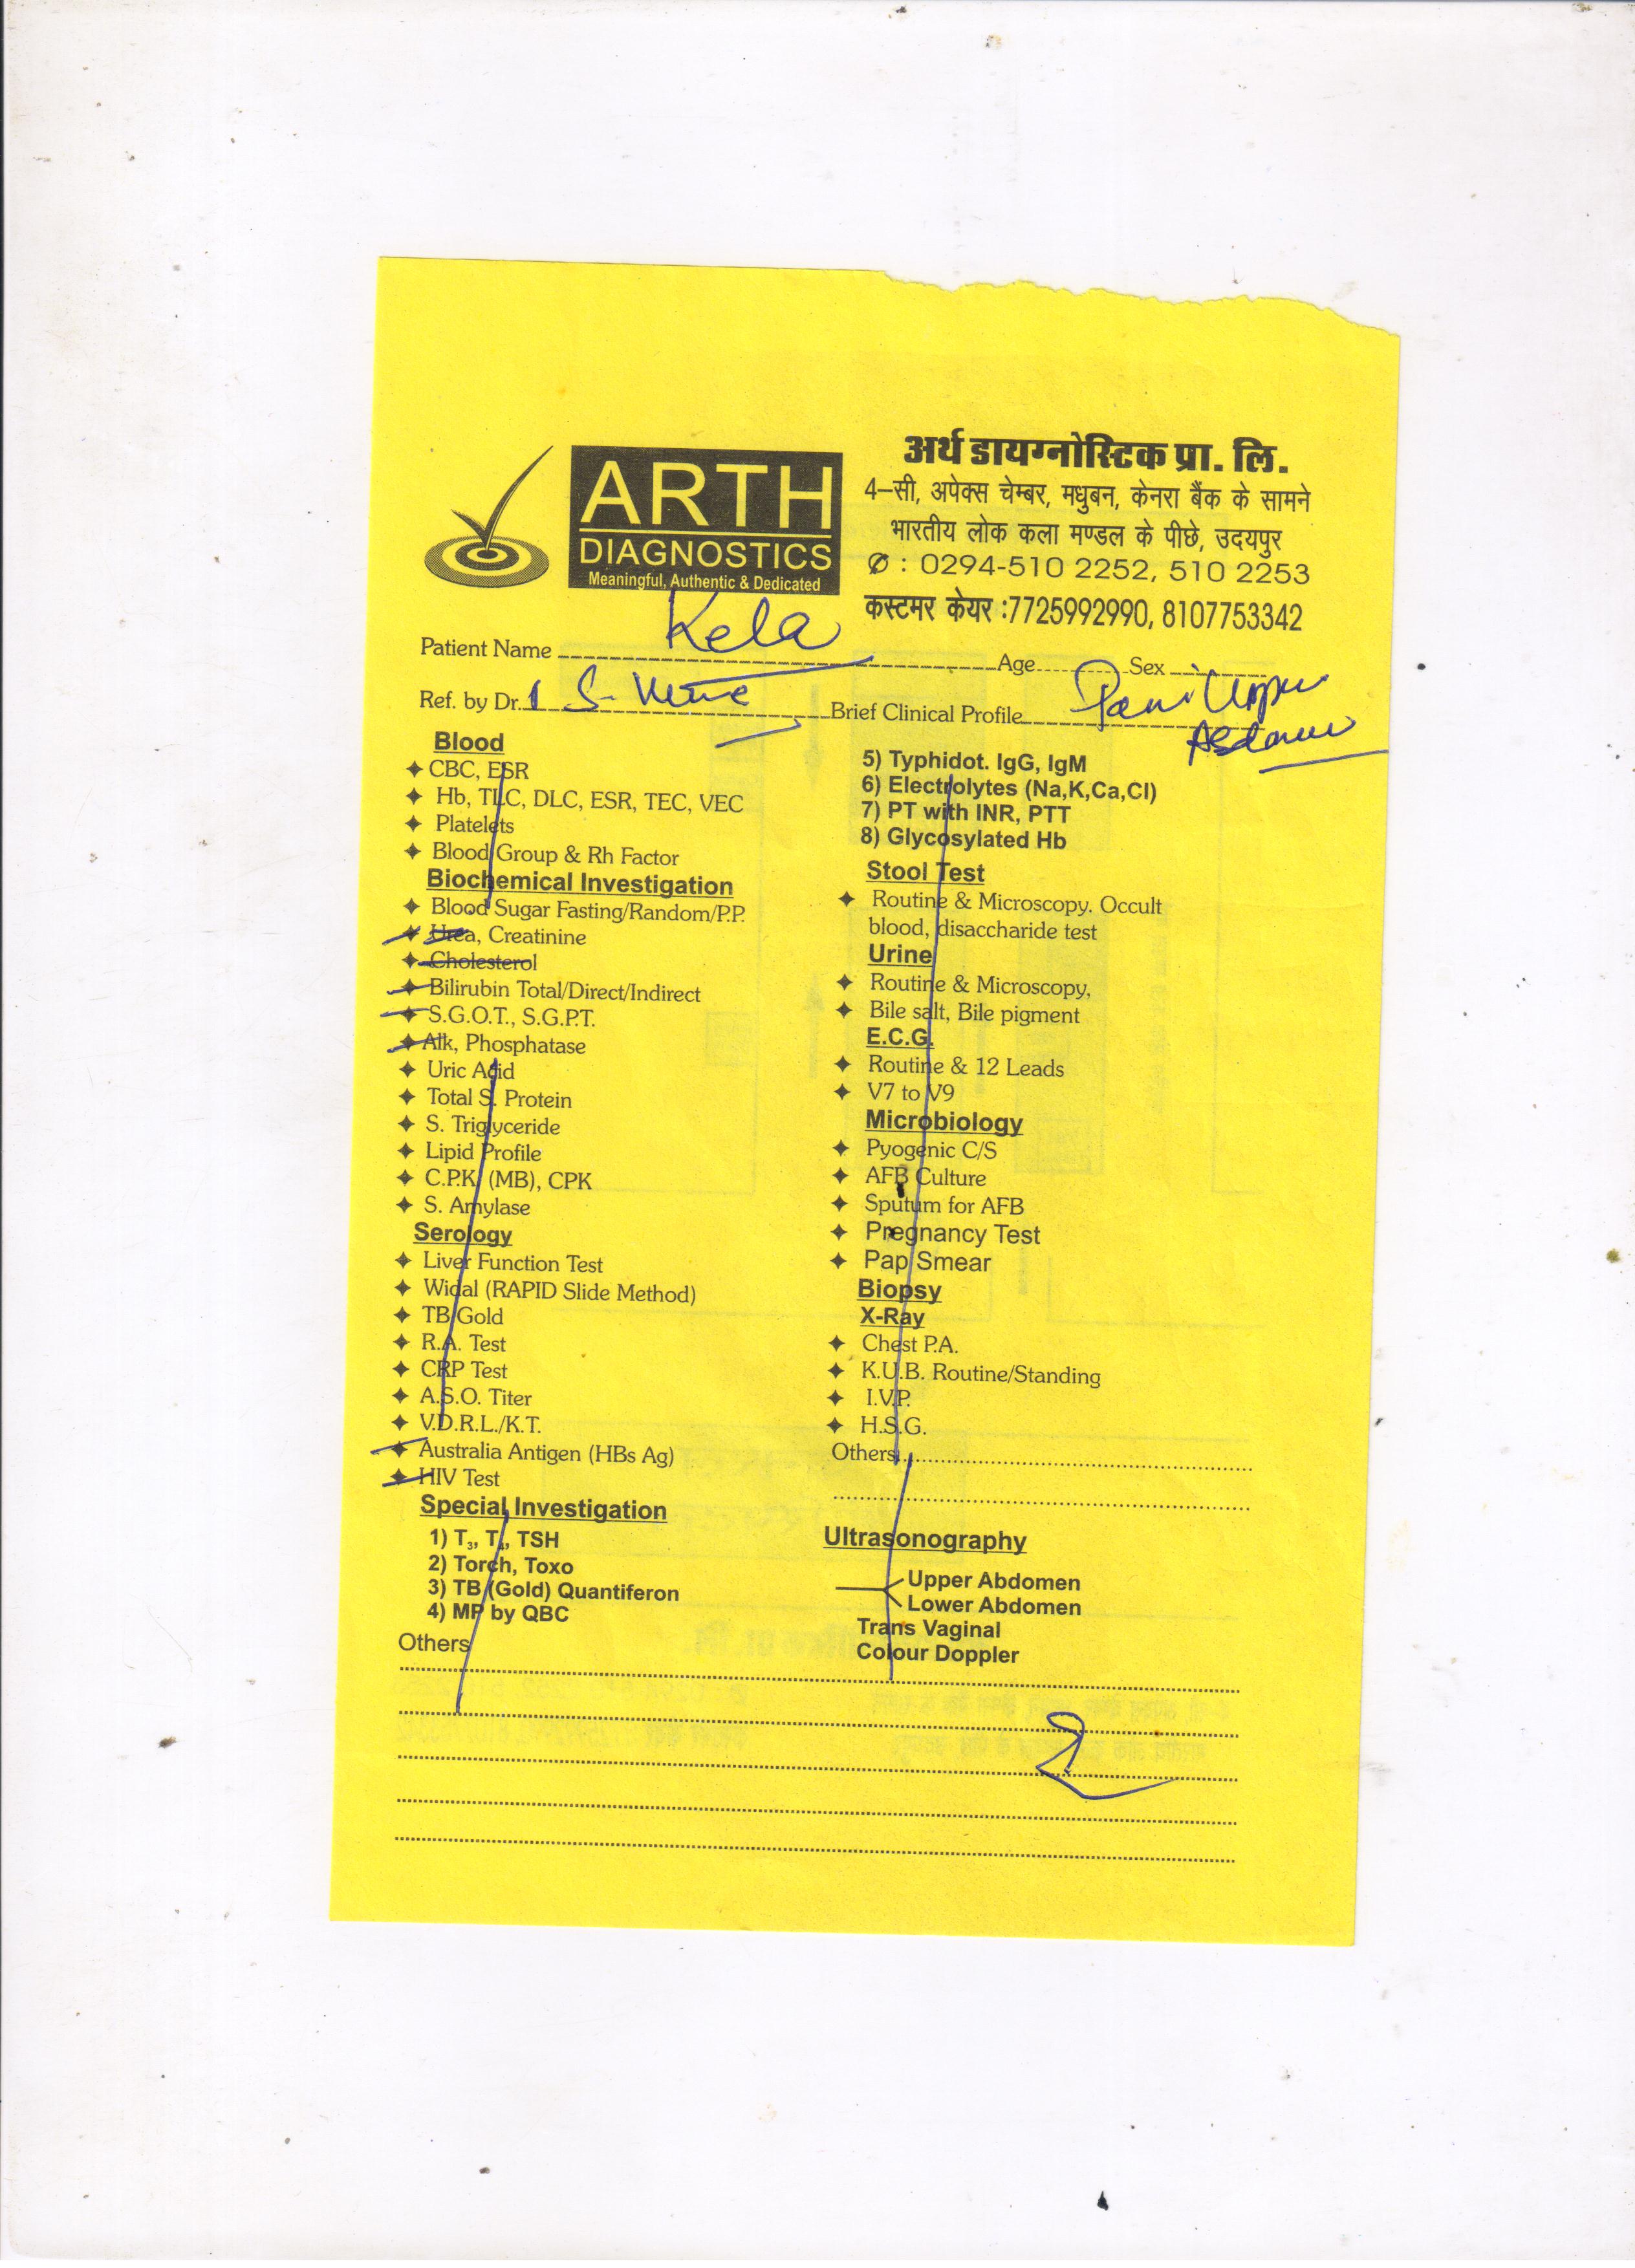 ARTH
DIAGNOSTICS
Meaningful, Authentic & Dedicated
अर्थ डायग्नोस्टिक प्रा. लि.
4–सी, अपेक्स चेम्बर, मधुबन, केनरा बैंक के सामने
भारतीय लोक कला मण्डल के पीछे, उदयपुर
✆ : 0294-510 2252, 510 2253
कस्टमर केयर :7725992990, 8107753342
Patient Name Kela Age Sex
Ref. by Dr. S. Brief Clinical Profile Upper
Blood
CBC, ESR
Hb, TLC, DLC, ESR, TEC, VEC
Platelets
Blood Group & Rh Factor
Biochemical Investigation
Blood Sugar Fasting/Random/P.P.
Urea, Creatinine
Cholesterol
Bilirubin Total/Direct/Indirect
S.G.O.T., S.G.P.T.
Alk, Phosphatase
Uric Acid
Total S. Protein
S. Triglyceride
Lipid Profile
C.P.K. (MB), CPK
S. Amylase
Serology
Liver Function Test
Widal (RAPID Slide Method)
TB Gold
R.A. Test
CRP Test
A.S.O. Titer
V.D.R.L./K.T.
Australia Antigen (HBs Ag)
HIV Test
Special Investigation
1) T₃, T₄, TSH
2) Torch, Toxo
3) TB (Gold) Quantiferon
4) MP by QBC
Others
5) Typhidot. IgG, IgM
6) Electrolytes (Na,K,Ca,Cl)
7) PT with INR, PTT
8) Glycosylated Hb
Stool Test
Routine & Microscopy. Occult
blood, disaccharide test
Urine
Routine & Microscopy,
Bile salt, Bile pigment
E.C.G.
Routine & 12 Leads
V7 to V9
Microbiology
Pyogenic C/S
AFB Culture
Sputum for AFB
Pregnancy Test
Pap Smear
Biopsy
X-Ray
Chest P.A.
K.U.B. Routine/Standing
I.V.P.
H.S.G.
Others
Ultrasonography
Upper Abdomen
Lower Abdomen
Trans Vaginal
Colour Doppler